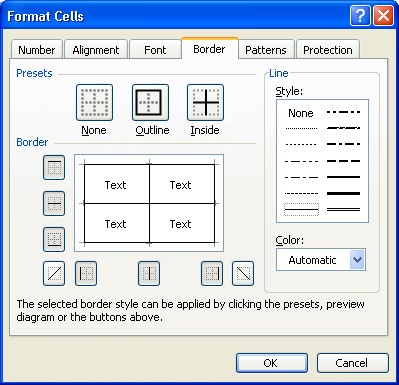 Format Cells
Number Alignment Font Border Patterns Protection
Presets
None Outline Inside
Border
Text Text
Text Text
Line
Style:
None
Color:
Automatic
The selected border style can be applied by clicking the presets, preview
diagram or the buttons above.
OK Cancel